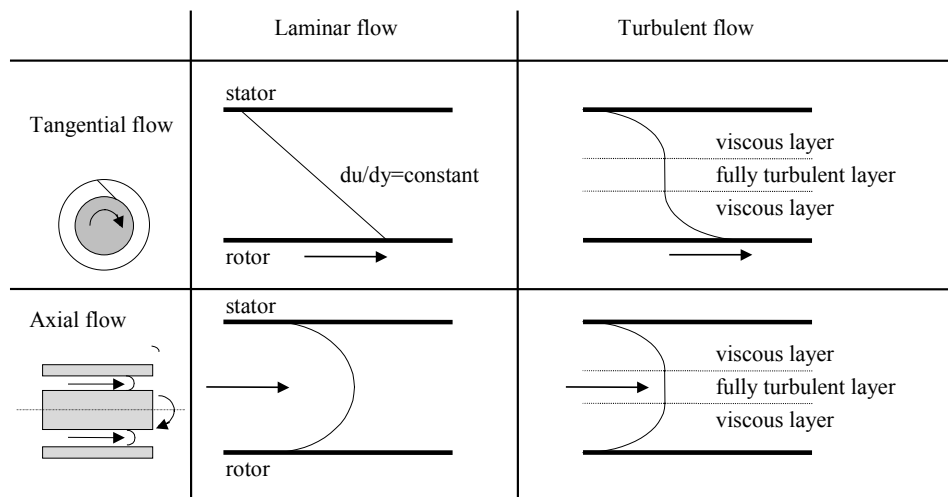 Laminar flow
Turbulent flow
Tangential flow
stator
du/dy=constant
rotor
viscous layer
fully turbulent layer
viscous layer
Axial flow
stator
rotor
viscous layer
fully turbulent layer
viscous layer